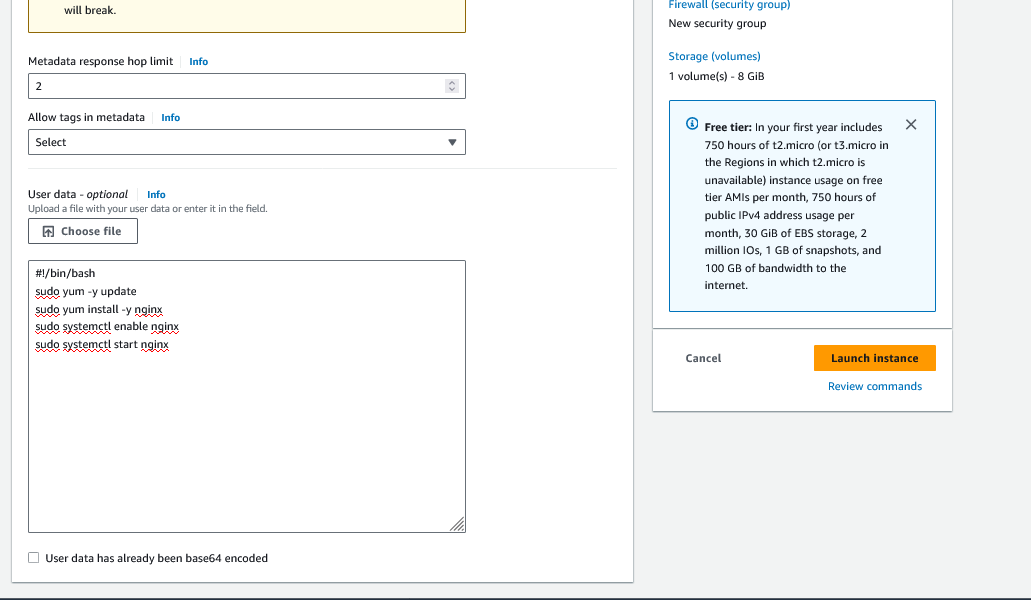 will break.
Metadata response hop limit Info
2
Allow tags in metadata Info
Select
User data - optional Info
Upload a file with your user data or enter it in the field.
Choose file
#!/bin/bash
sudo yum -y update
sudo yum install -y nginx
sudo systemctl enable nginx
sudo systemctl start nginx
User data has already been base64 encoded
Firewall (security group)
New security group
Storage (volumes)
1 volume(s) - 8 GiB
Free tier: In your first year includes
750 hours of t2.micro (or t3.micro in
the Regions in which t2.micro is
unavailable) instance usage on free
tier AMIs per month, 750 hours of
public IPv4 address usage per
month, 30 GiB of EBS storage, 2
million IOs, 1 GB of snapshots, and
100 GB of bandwidth to the
internet.
Cancel
Launch instance
Review commands